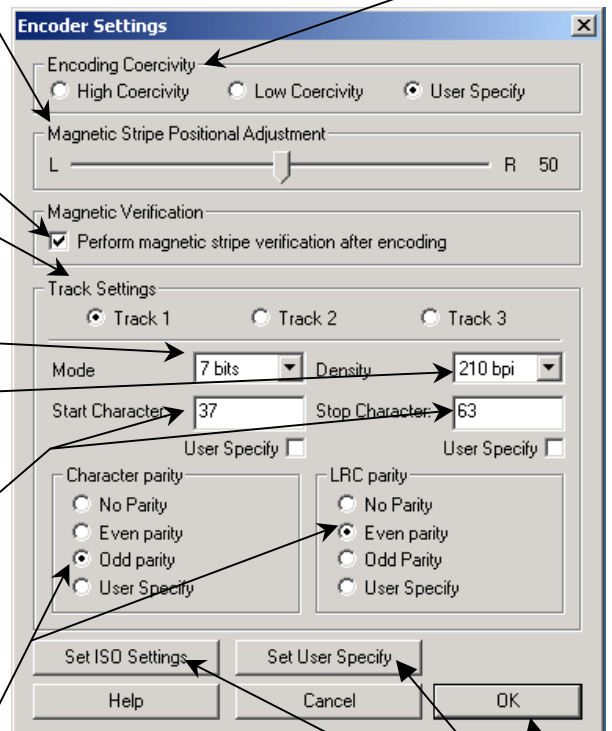 Encoder Settings
Encoding Coercivity
High Coercivity Low Coercivity User Specify
Magnetic Stripe Positional Adjustment
L R 50
Magnetic Verification
Perform magnetic stripe verification after encoding
Track Settings
Track 1 Track 2 Track 3
Mode 7 bits Density 210 bpi
Start Character: 37 Stop Character: 63
User Specify User Specify
Character parity LRC parity
No Parity No Parity
Even parity Even parity
Odd parity Odd Parity
User Specify User Specify
Set ISO Settings Set User Specify
Help Cancel OK